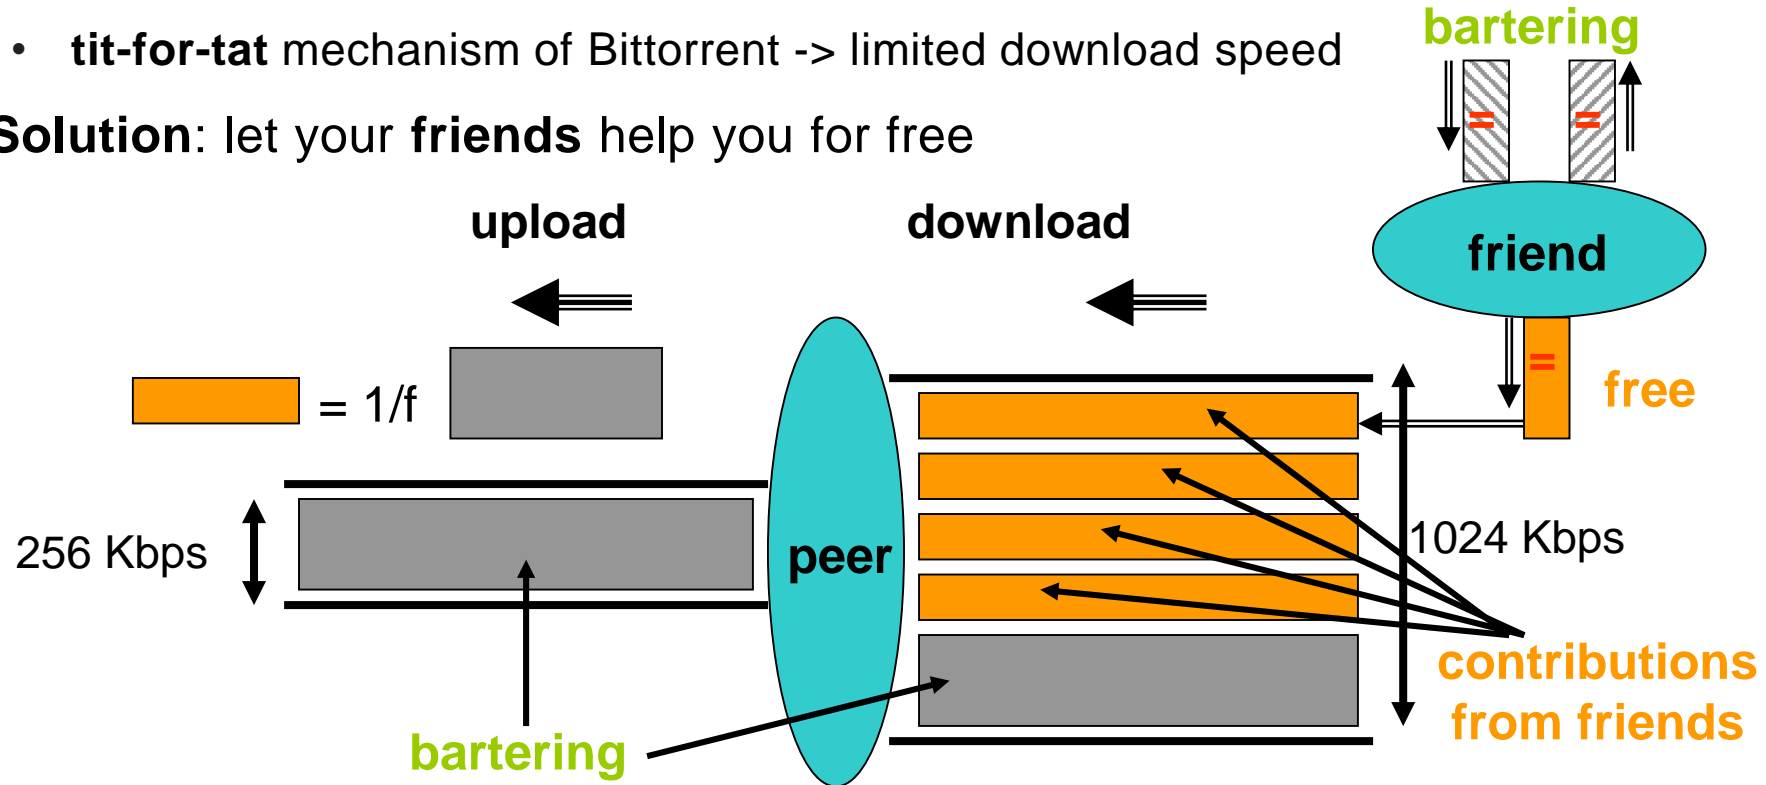 bartering
• tit-for-tat mechanism of Bittorrent -> limited download speed
Solution: let your friends help you for free
upload
download
friend
= =
=
free
= 1/f
256 Kbps
peer
1024 Kbps
contributions
from friends
bartering